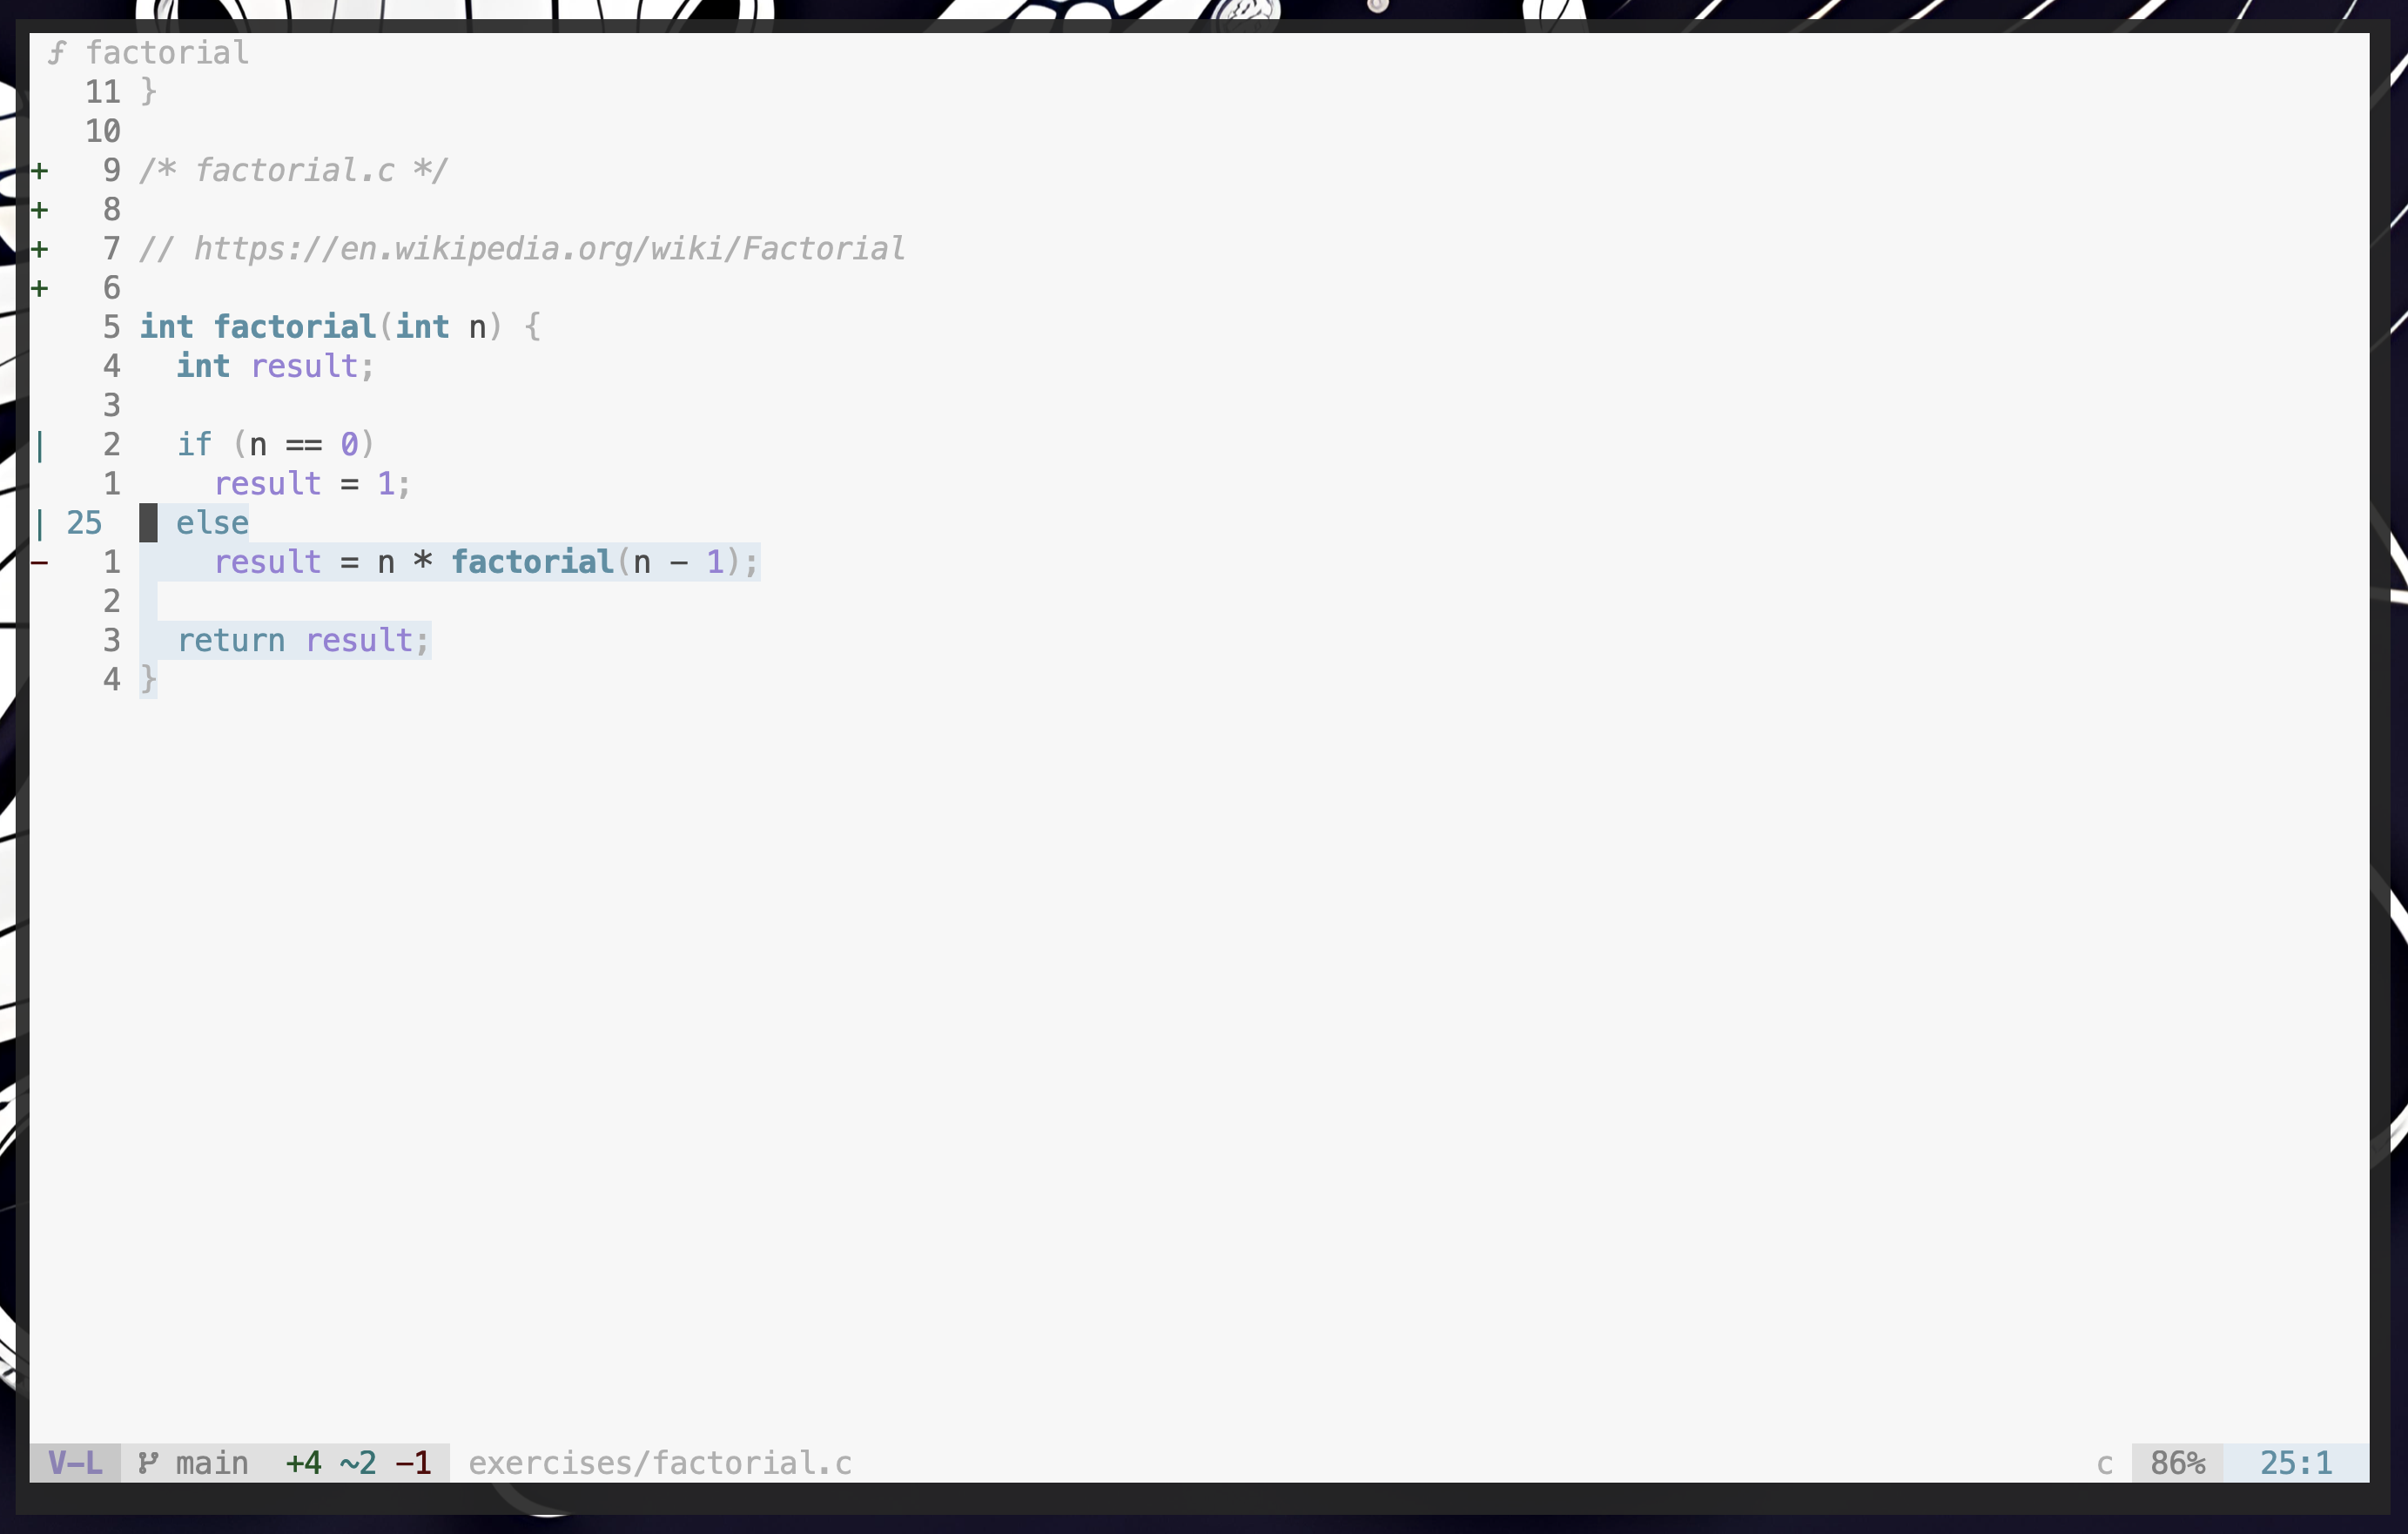 ƒ factorial
11 }
10
+ 9 /* factorial.c */
+ 8
+ 7 // https://en.wikipedia.org/wiki/Factorial
+ 6
5 int factorial(int n) {
4   int result;
3
| 2   if (n == 0)
1     result = 1;
| 25   else
− 1     result = n * factorial(n - 1);
2
3   return result;
4 }
V-L main +4 ~2 -1 exercises/factorial.c c 86% 25:1